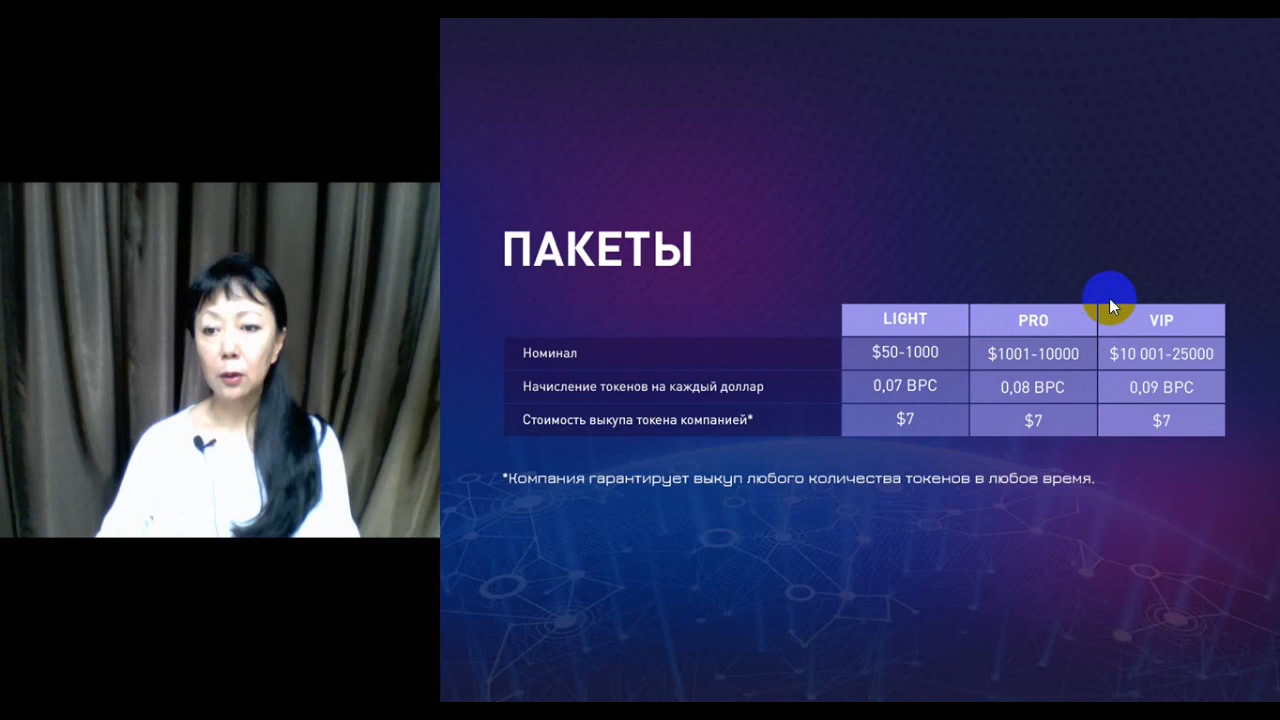 ПАКЕТЫ
LIGHT PRO VIP
Номинал $50-1000 $1001-10000 $10 001-25000
Начисление токенов на каждый доллар 0,07 BPC 0,08 BPC 0,09 BPC
Стоимость выкупа токена компанией* $7 $7 $7
*Компания гарантирует выкуп любого количества токенов в любое время.